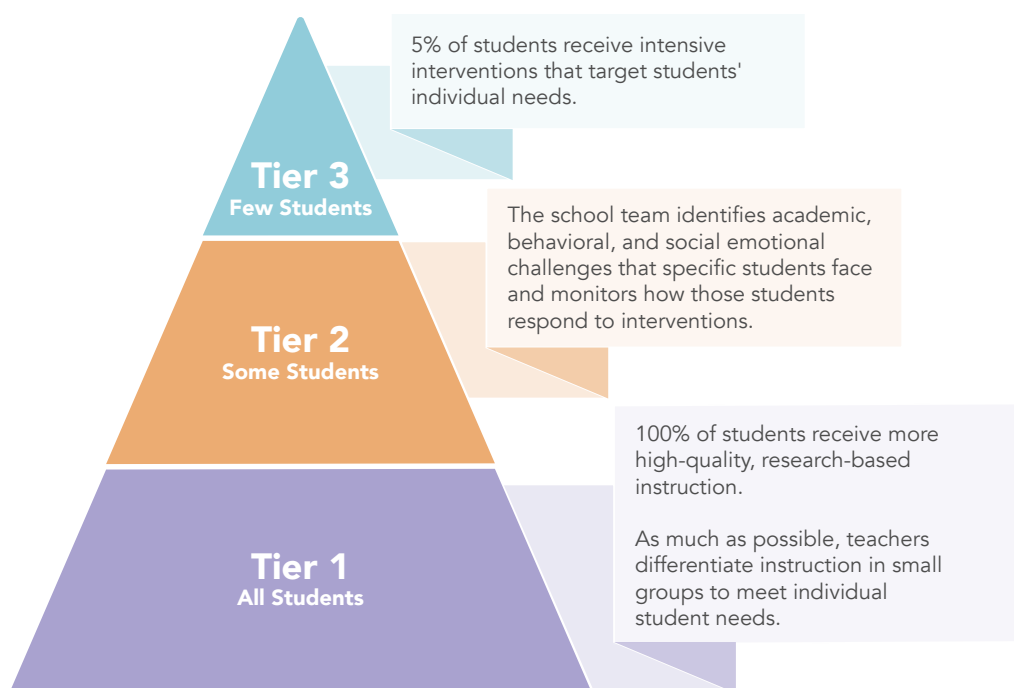 5% of students receive intensive
interventions that target students'
individual needs.
Tier 3
Few Students
The school team identifies academic,
behavioral, and social emotional
challenges that specific students face
and monitors how those students
respond to interventions.
Tier 2
Some Students
100% of students receive more
high-quality, research-based
instruction.
As much as possible, teachers
differentiate instruction in small
groups to meet individual
student needs.
Tier 1
All Students